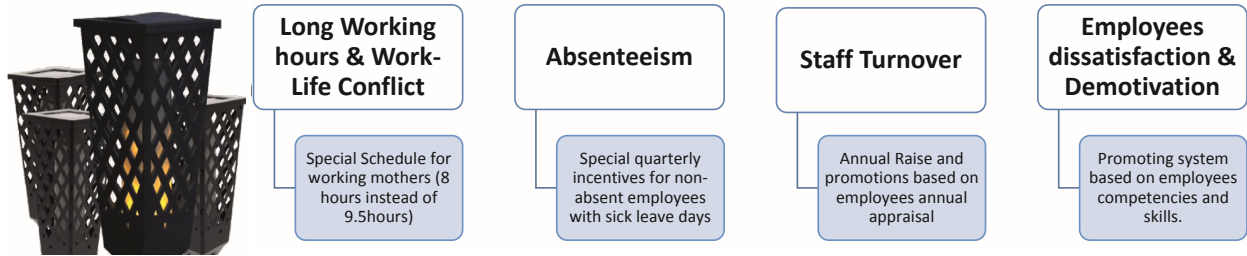 Long Working
hours & Work-
Life Conflict
Special Schedule for
working mothers (8
hours instead of
9.5hours)
Absenteeism
Special quarterly
incentives for non-
absent employees
with sick leave days
Staff Turnover
Annual Raise and
promotions based on
employees annual
appraisal
Employees
dissatisfaction &
Demotivation
Promoting system
based on employees
competencies and
skills.